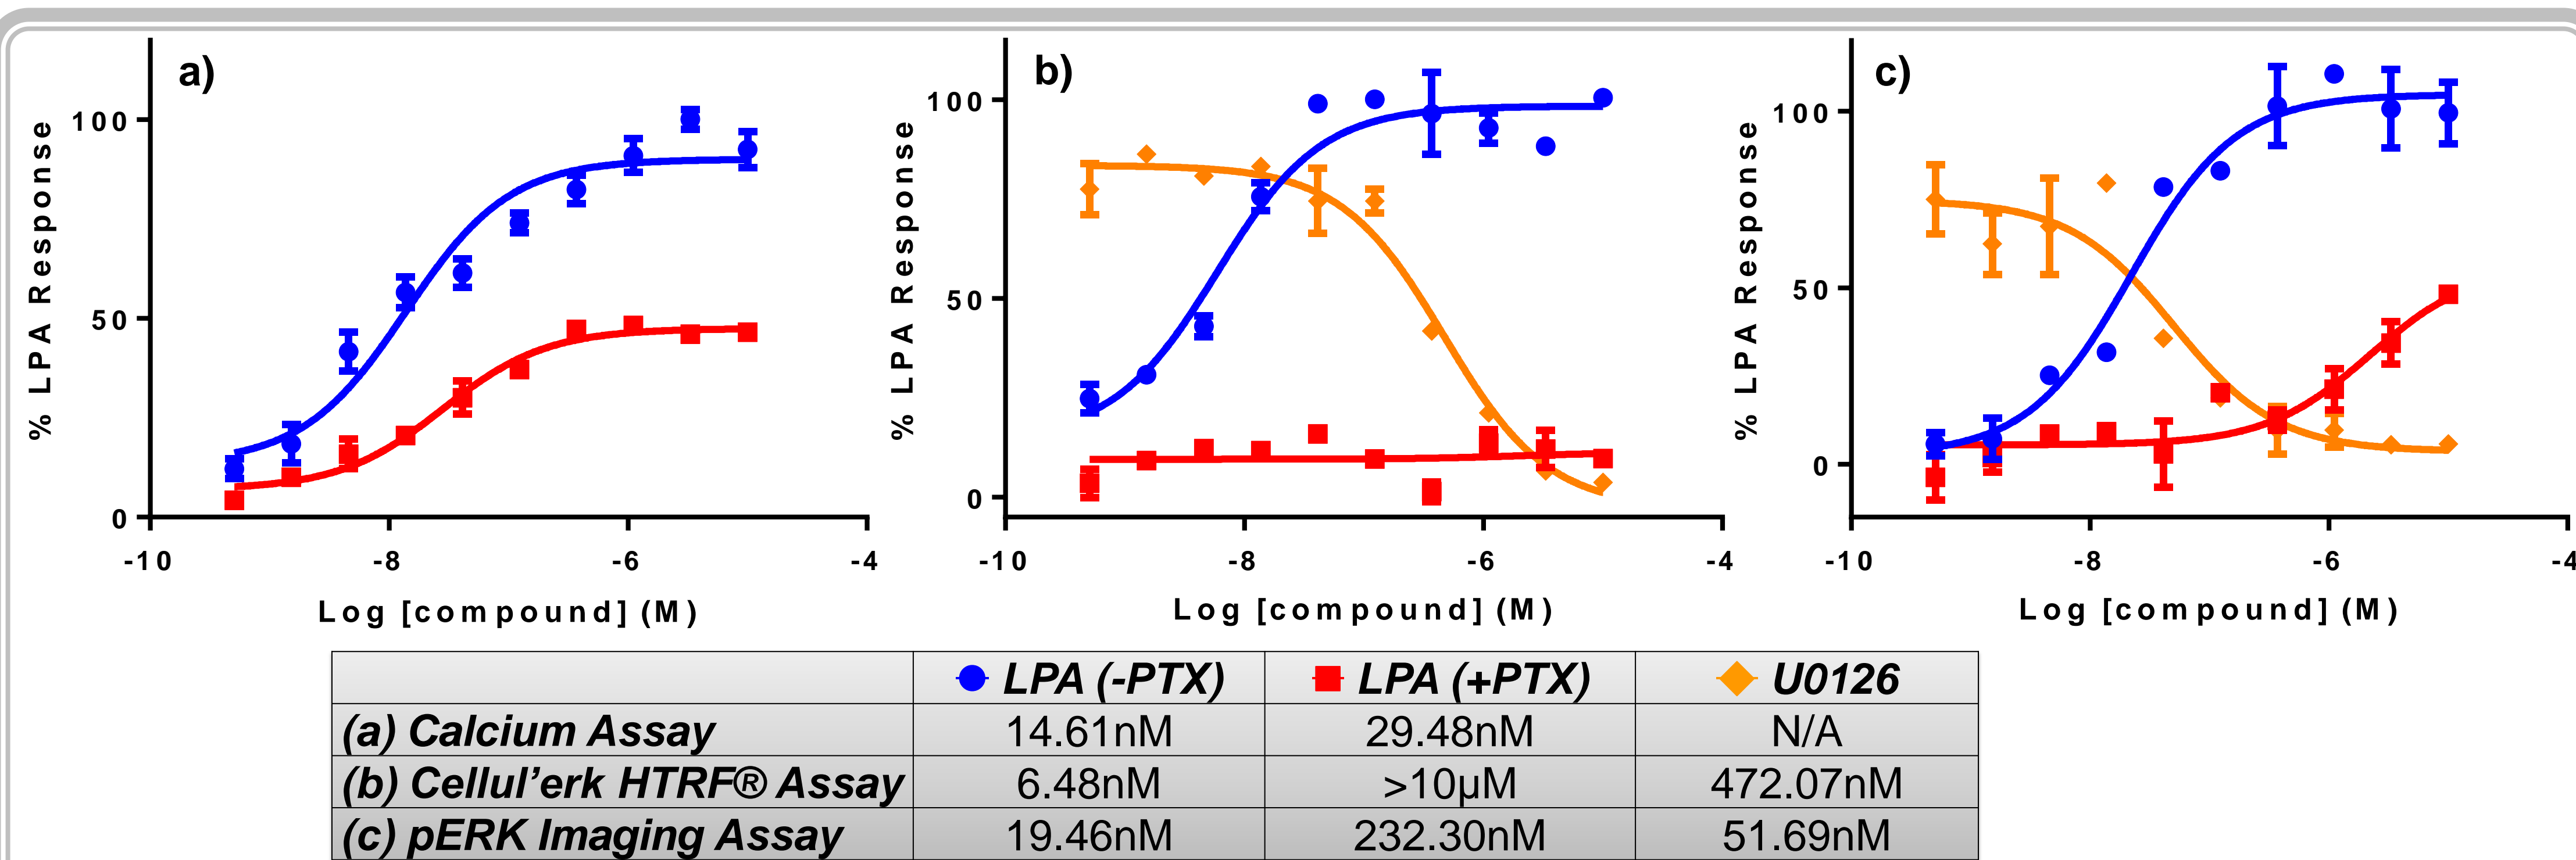 a)
% LPA Response
100
50
0
-10 -8 -6 -4
Log [compound] (M)
b)
% LPA Response
100
50
0
-10 -8 -6 -4
Log [compound] (M)
c)
% LPA Response
100
50
0
-10 -8 -6 -4
Log [compound] (M)
LPA (-PTX) LPA (+PTX) U0126
(a) Calcium Assay 14.61nM 29.48nM N/A
(b) Cellul’erk HTRF® Assay 6.48nM >10µM 472.07nM
(c) pERK Imaging Assay 19.46nM 232.30nM 51.69nM